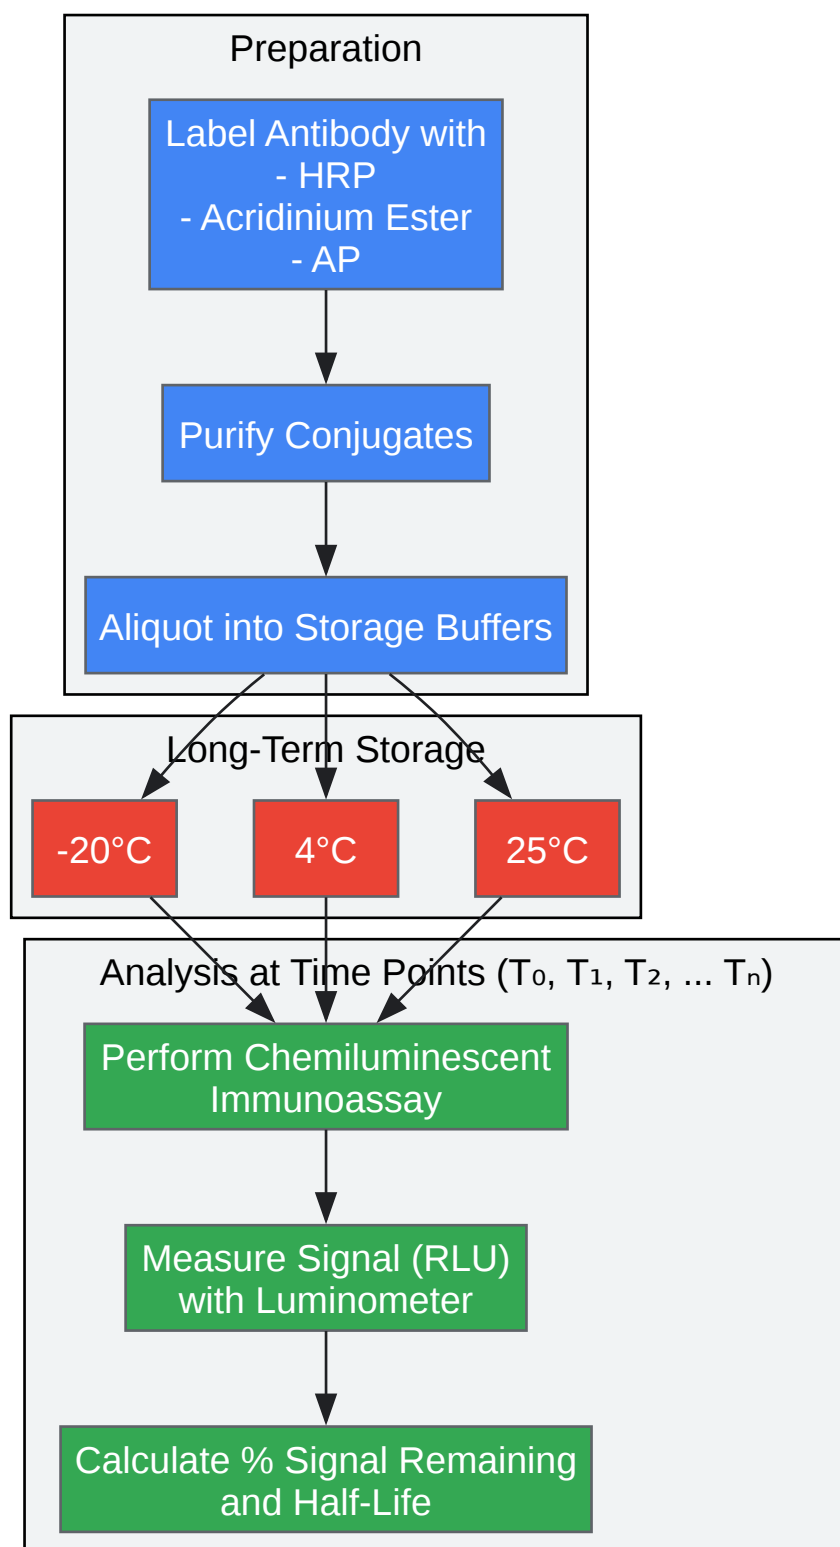 Preparation
Label Antibody with
- HRP
- Acridinium Ester
- AP
Purify Conjugates
Aliquot into Storage Buffers
Long-Term Storage
-20°C
4°C
25°C
Analysis at Time Points (T₀, T₁, T₂, ... Tₙ)
Perform Chemiluminescent
Immunoassay
Measure Signal (RLU)
with Luminometer
Calculate % Signal Remaining
and Half-Life